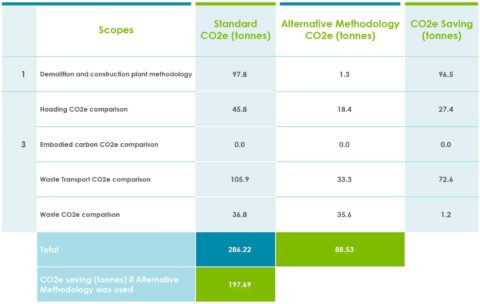 Scopes Standard CO2e (tonnes) Alternative Methodology CO2e (tonnes) CO2e Saving (tonnes)
1 Demolition and construction plant methodology 97.8 1.3 96.5
Hoading CO2e comparison 45.8 18.4 27.4
3 Embodied carbon CO2e comparison 0.0 0.0 0.0
Waste Transport CO2e comparison 105.9 33.3 72.6
Waste CO2e comparison 36.8 35.6 1.2
Total 286.22 88.53
CO2e saving (tonnes) if Alternative
Methodology was used 197.69